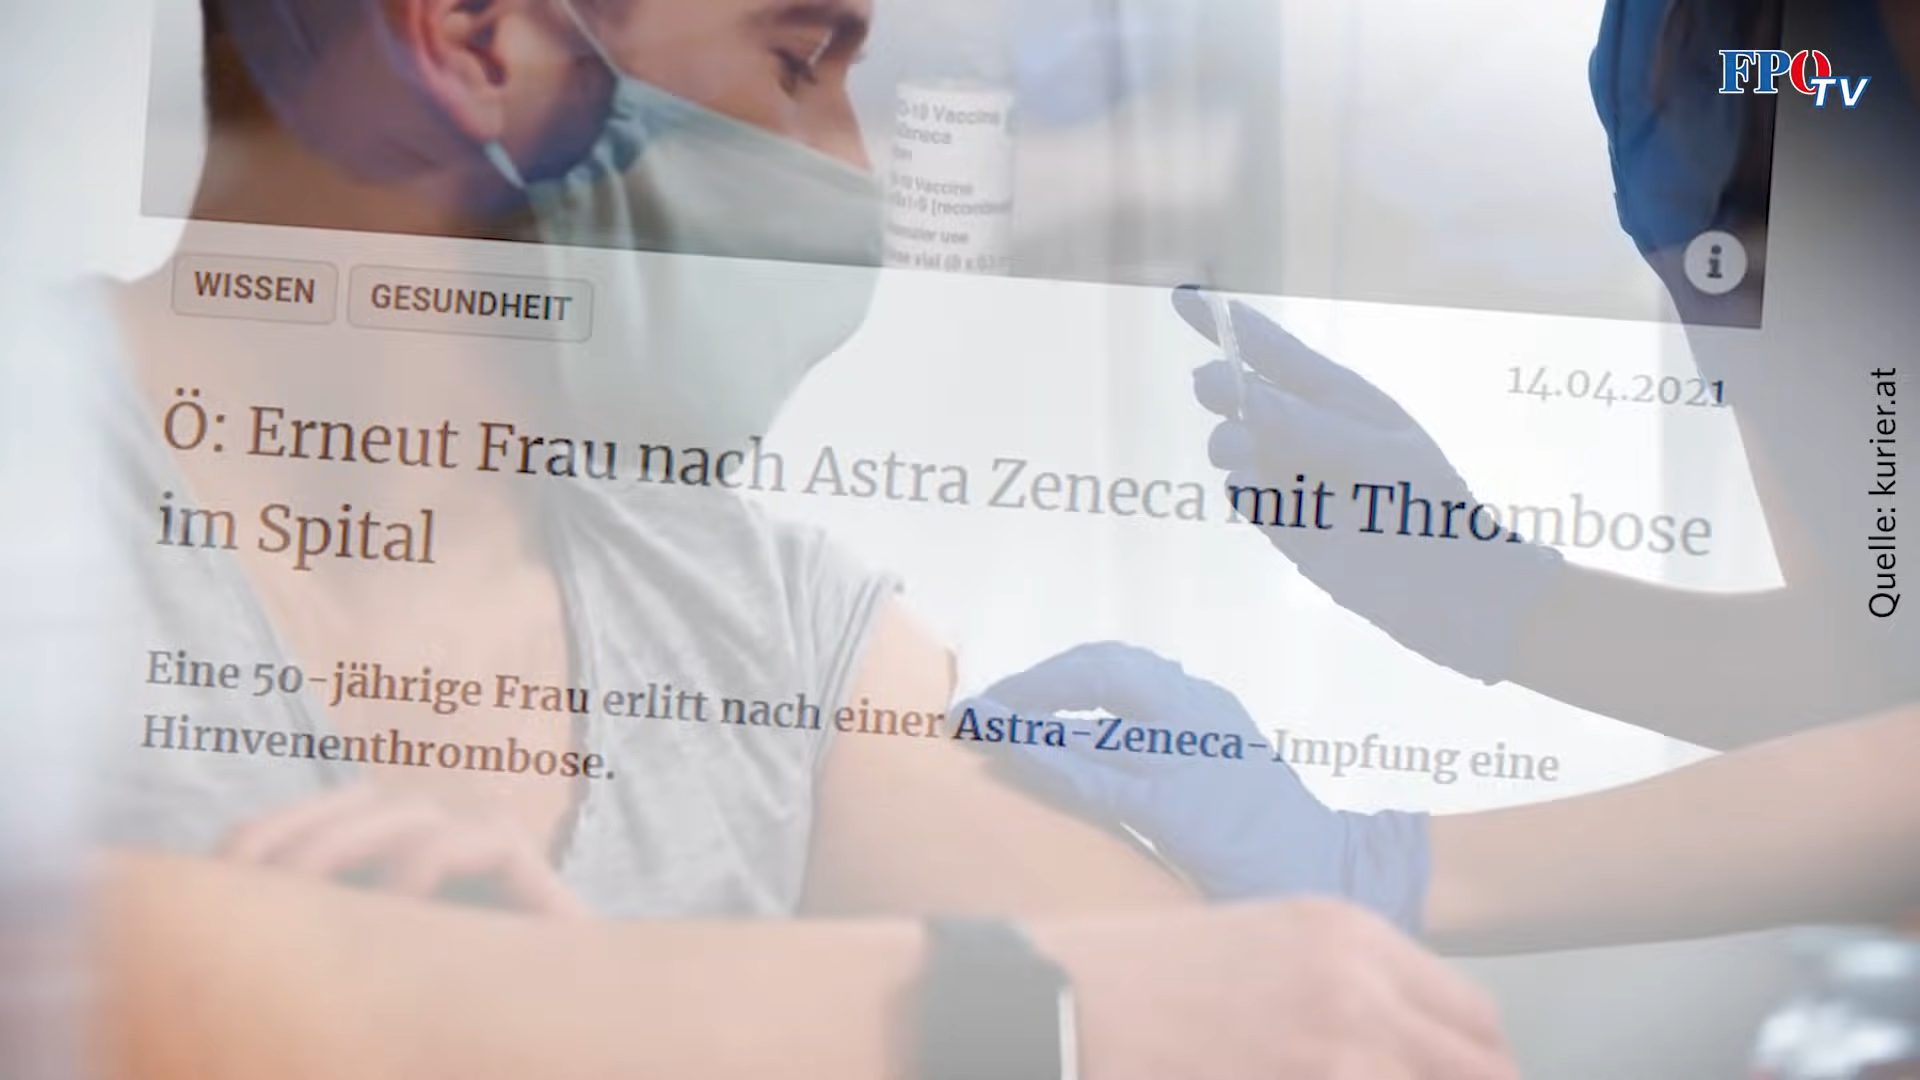 FPÖ
TV
Vaccine
WISSEN
GESUNDHEIT
14.04.2021
Ö: Erneut Frau nach Astra Zeneca mit Thrombose
im Spital
Eine 50-jährige Frau erlitt nach einer Astra-Zeneca-Impfung eine
Hirnvenenthrombose.
Quelle: kurier.at